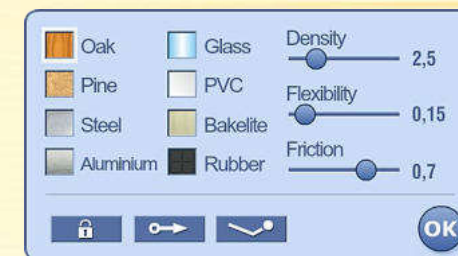 Oak
Pine
Steel
Aluminium
Glass
PVC
Bakelite
Rubber
Density
2,5
Flexibility
0,15
Friction
0,7
OK